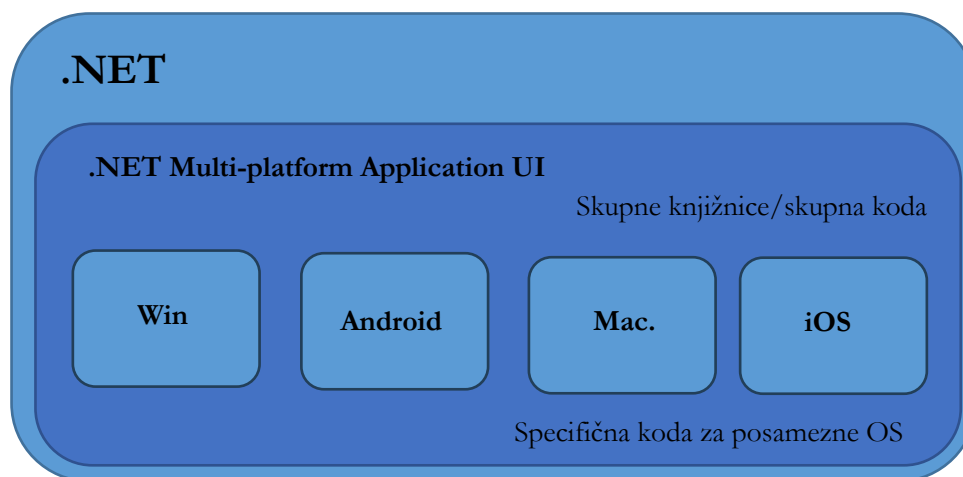 .NET
.NET Multi-platform Application UI
Skupne knjižnice/skupna koda
Win
Android
Mac.
iOS
Specifična koda za posamezne OS